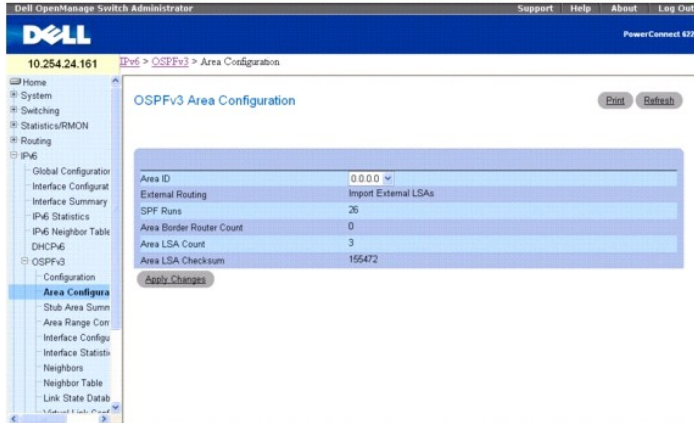 Dell OpenManage Switch Administrator Support Help About Log Out
DELL
PowerConnect 622
10.254.24.161
IPv6 > OSPFv3 > Area Configuration
Home
System
Switching
Statistics/RMON
Routing
IPv6
Global Configuration
Interface Configurat
Interface Summary
IPv6 Statistics
IPv6 Neighbor Table
DHCPv6
OSPFv3
Configuration
Area Configura
Stub Area Summ
Area Range Con
Interface Configu
Interface Statisti
Neighbors
Neighbor Table
Link State Datab
Virtual Link Conf
OSPFv3 Area Configuration
Print Refresh
Area ID 0.0.0.0
External Routing Import External LSAs
SPF Runs 26
Area Border Router Count 0
Area LSA Count 3
Area LSA Checksum 155472
Apply Changes